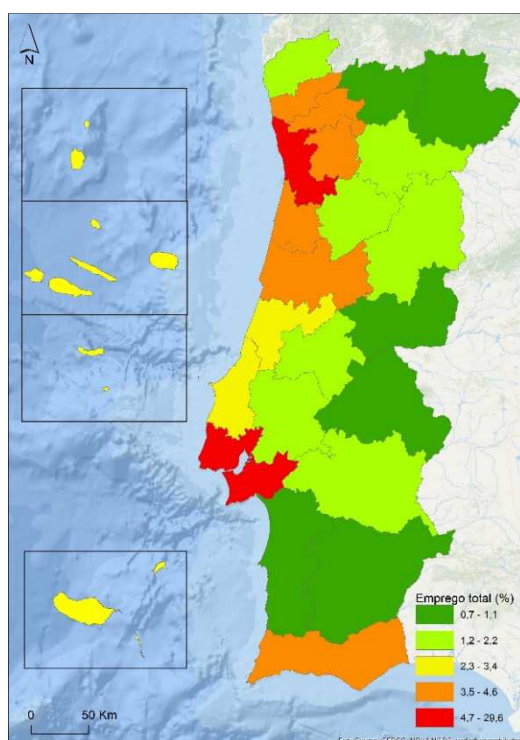 N
Emprego total (%)
0,7 - 1,1
1,2 - 2,2
2,3 - 3,4
3,5 - 4,6
4,7 - 29,6
0 50 Km